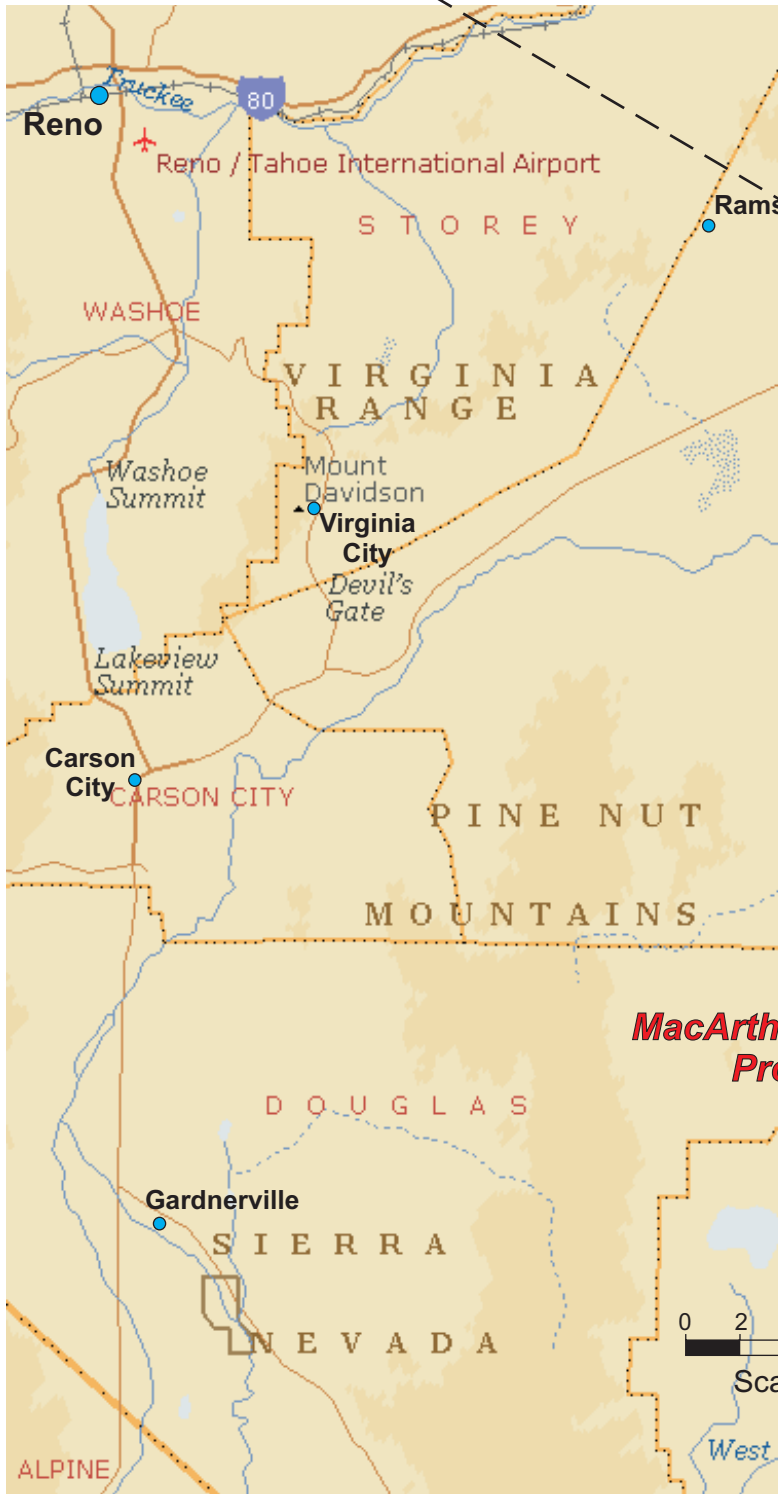 Truckee
80
Reno
Reno / Tahoe International Airport
STOREY
WASHOE
VIRGINIA
RANGE
Washoe
Summit
Mount
Davidson
Virginia
City
Devil's
Gate
Lakeview
Summit
Carson
City
CARSON CITY
PINE NUT
MOUNTAINS
DOUGLAS
Gardnerville
SIERRA
NEVADA
0 2
West
ALPINE